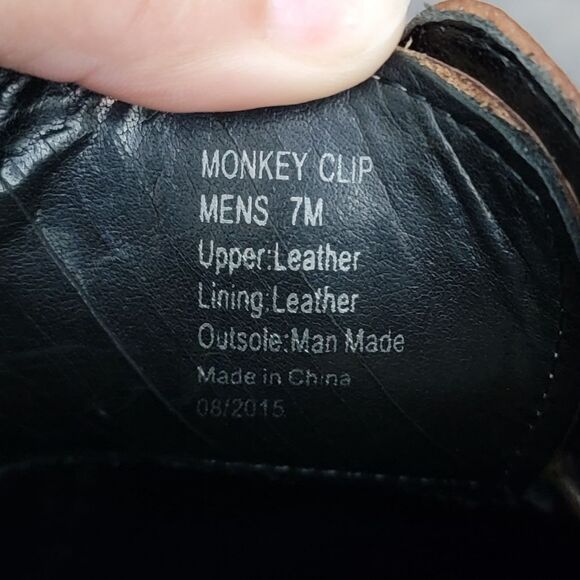 MONKEY CLIP
MENS 7M
Upper:Leather
Lining:Leather
Outsole:Man Made
Made in China
08/2015